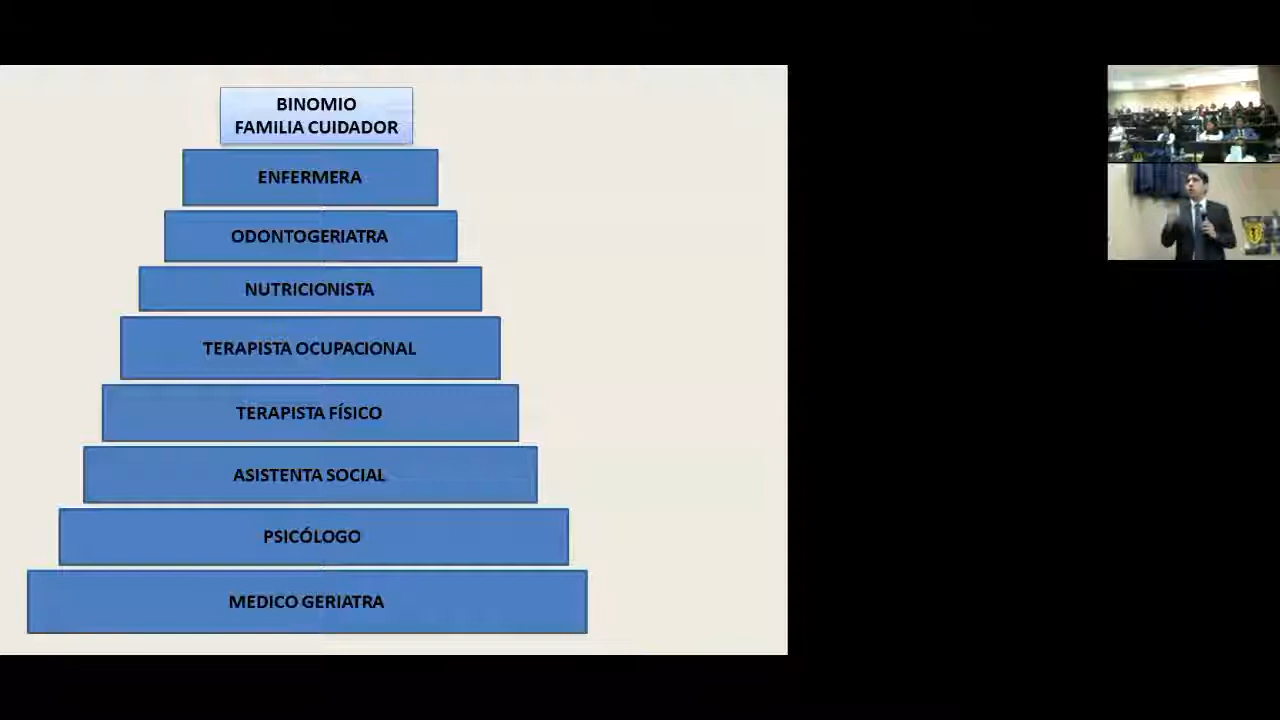 BINOMIO
FAMILIA CUIDADOR
ENFERMERA
ODONTOGERIATRA
NUTRICIONISTA
TERAPISTA OCUPACIONAL
TERAPISTA FÍSICO
ASISTENTA SOCIAL
PSICÓLOGO
MEDICO GERIATRA